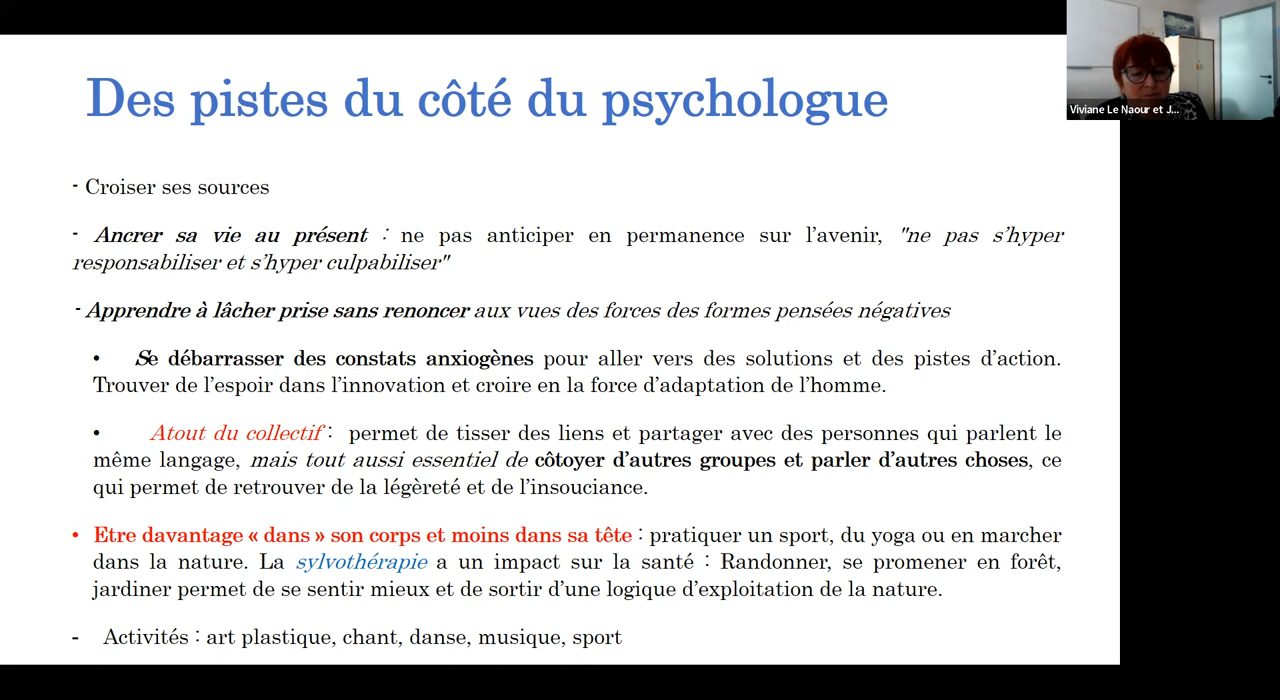 Des pistes du côté du psychologue
Viviane Le Naour et J...
- Croiser ses sources
- Ancrer sa vie au présent : ne pas anticiper en permanence sur l’avenir, "ne pas s’hyper
responsabiliser et s’hyper culpabiliser"
- Apprendre à lâcher prise sans renoncer aux vues des forces des formes pensées négatives
• Se débarrasser des constats anxiogènes pour aller vers des solutions et des pistes d’action.
Trouver de l’espoir dans l’innovation et croire en la force d’adaptation de l’homme.
• Atout du collectif : permet de tisser des liens et partager avec des personnes qui parlent le
même langage, mais tout aussi essentiel de côtoyer d’autres groupes et parler d’autres choses, ce
qui permet de retrouver de la légèreté et de l’insouciance.
• Etre davantage « dans » son corps et moins dans sa tête : pratiquer un sport, du yoga ou en marcher
dans la nature. La sylvothérapie a un impact sur la santé : Randonner, se promener en forêt,
jardiner permet de se sentir mieux et de sortir d’une logique d’exploitation de la nature.
- Activités : art plastique, chant, danse, musique, sport